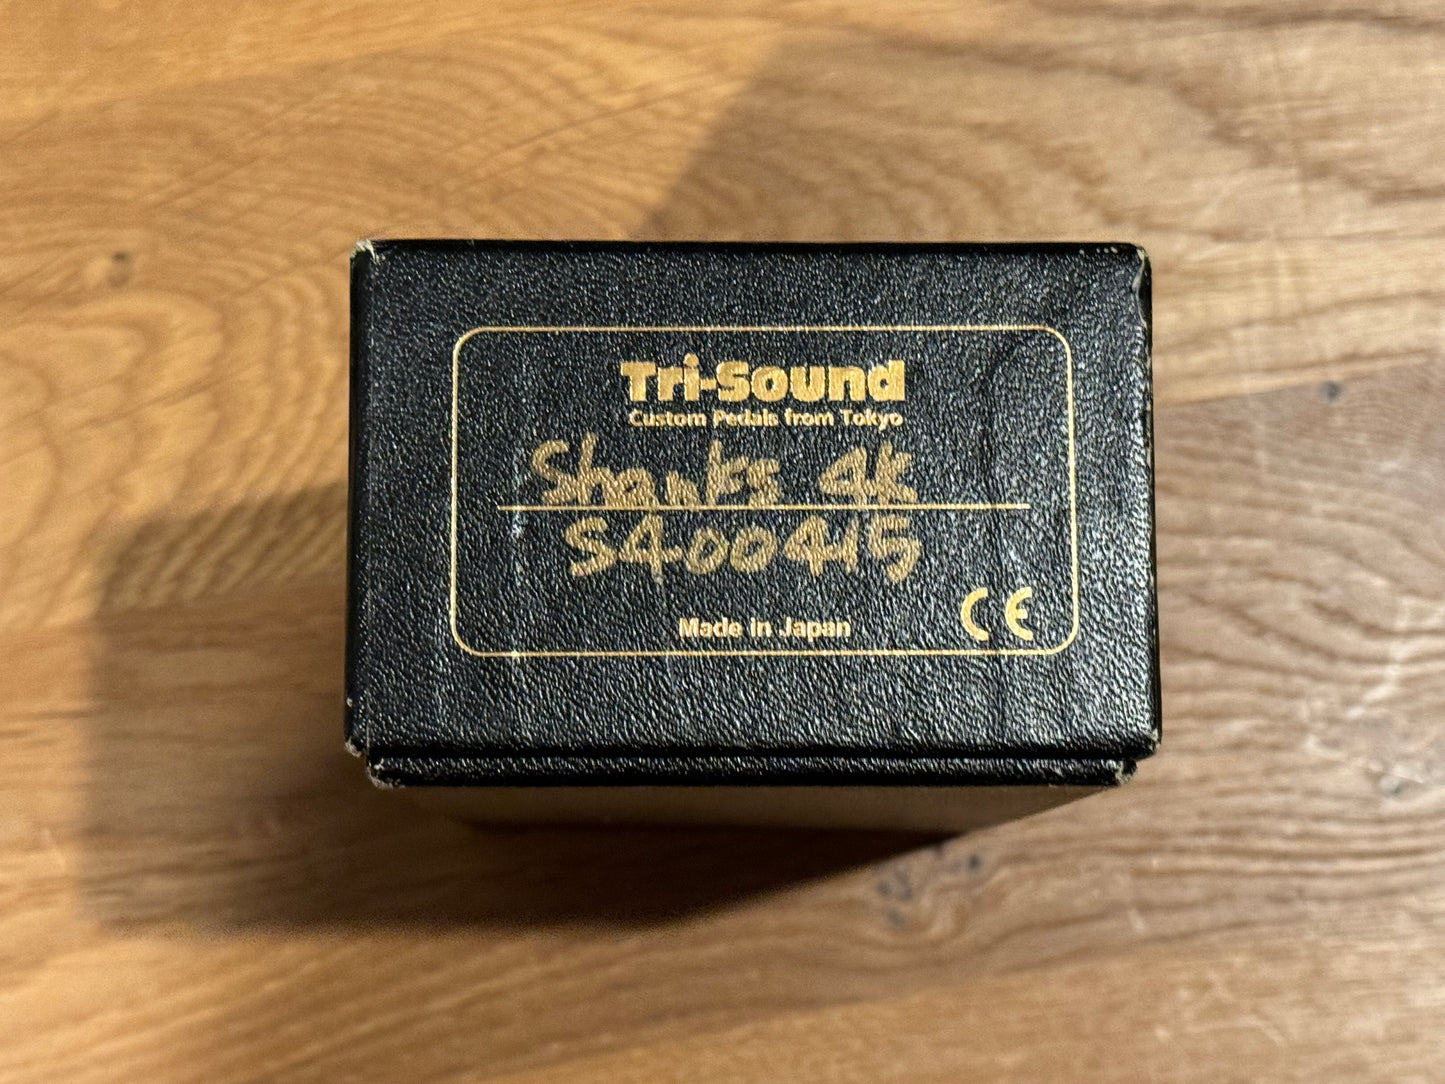 Tri-Sound
Custom Pedals from Tokyo
Shanks 4k
S400415
Made in Japan
CE